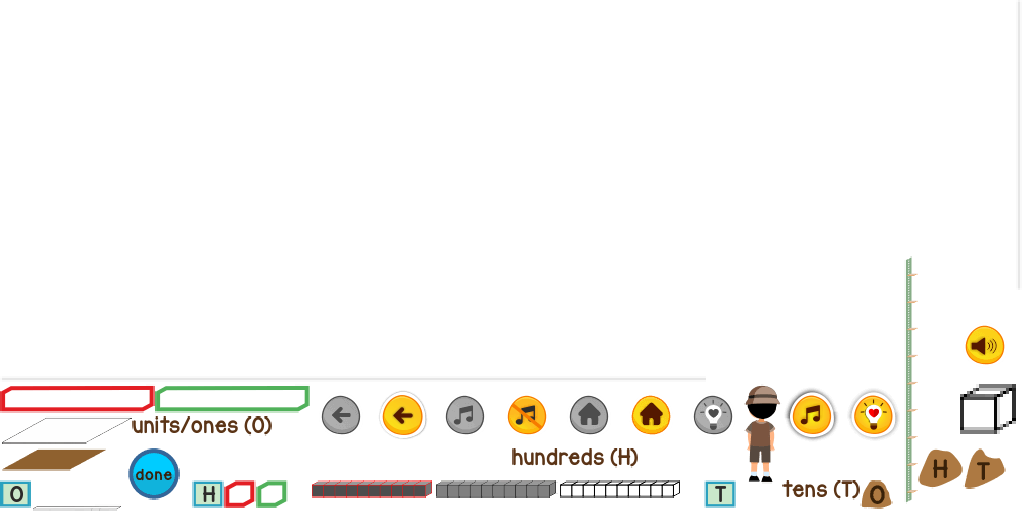 units/ones (O)
hundreds (H)
H
T
done
O
H
T
tens (T)
O